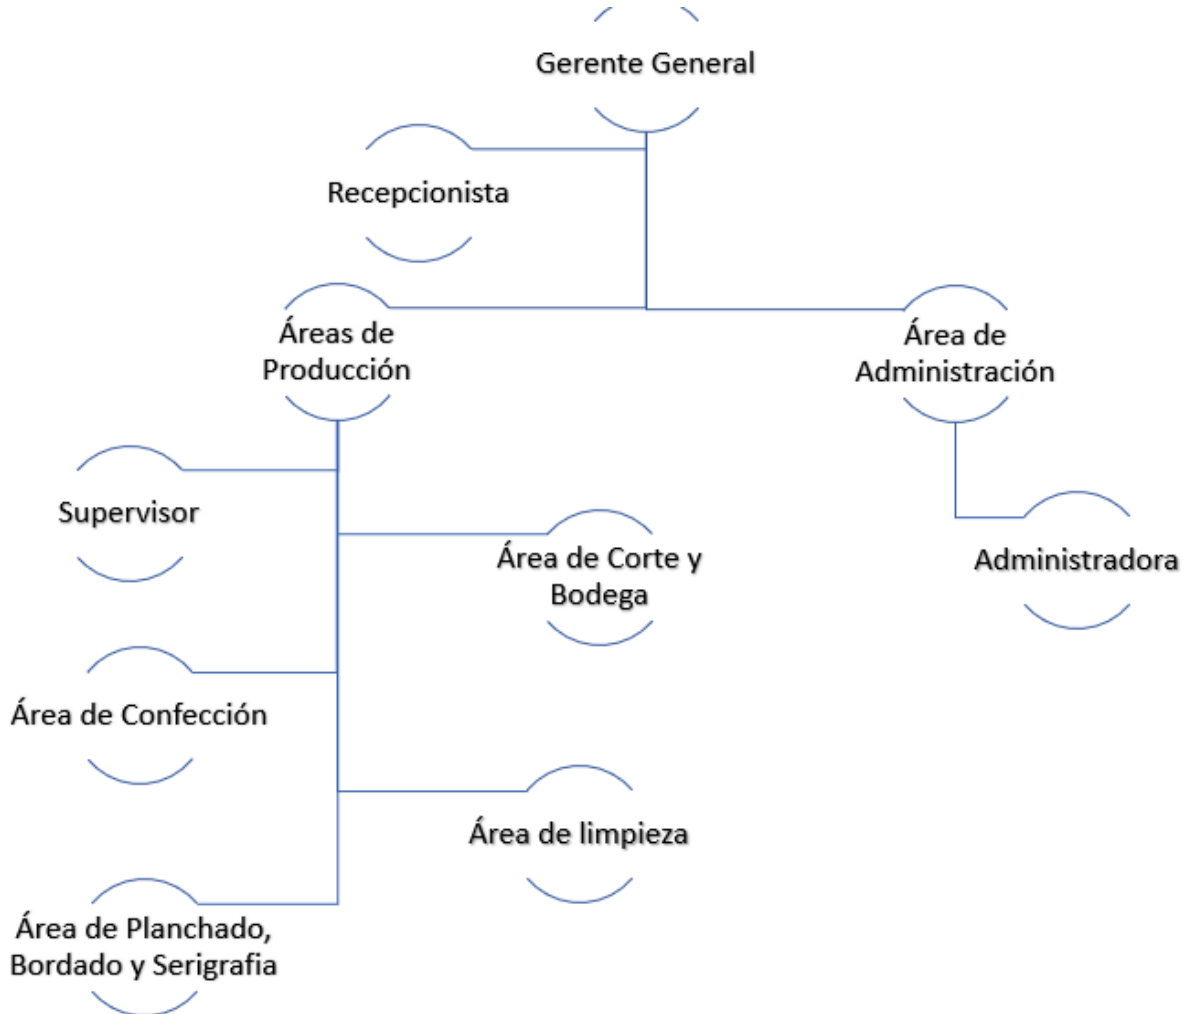 Gerente General
Recepcionista
Áreas de
Producción
Área de
Administración
Supervisor
Área de Corte y
Bodega
Administradora
Área de Confección
Área de limpieza
Área de Planchado,
Bordado y Serigrafia